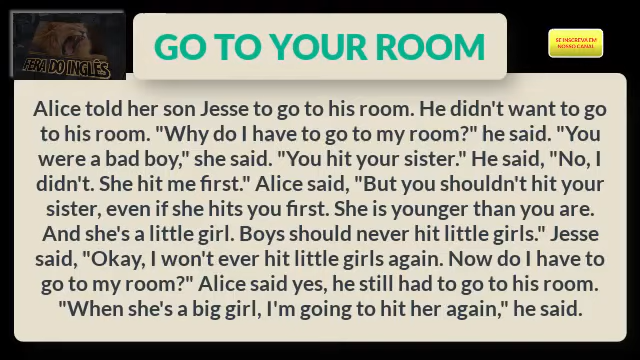 FERA DO INGLÊS
GO TO YOUR ROOM
SE INSCREVA EM
NOSSO CANAL
Alice told her son Jesse to go to his room. He didn't want to go
to his room. "Why do I have to go to my room?" he said. "You
were a bad boy," she said. "You hit your sister." He said, "No, I
didn't. She hit me first." Alice said, "But you shouldn't hit your
sister, even if she hits you first. She is younger than you are.
And she's a little girl. Boys should never hit little girls." Jesse
said, "Okay, I won't ever hit little girls again. Now do I have to
go to my room?" Alice said yes, he still had to go to his room.
"When she's a big girl, I'm going to hit her again," he said.